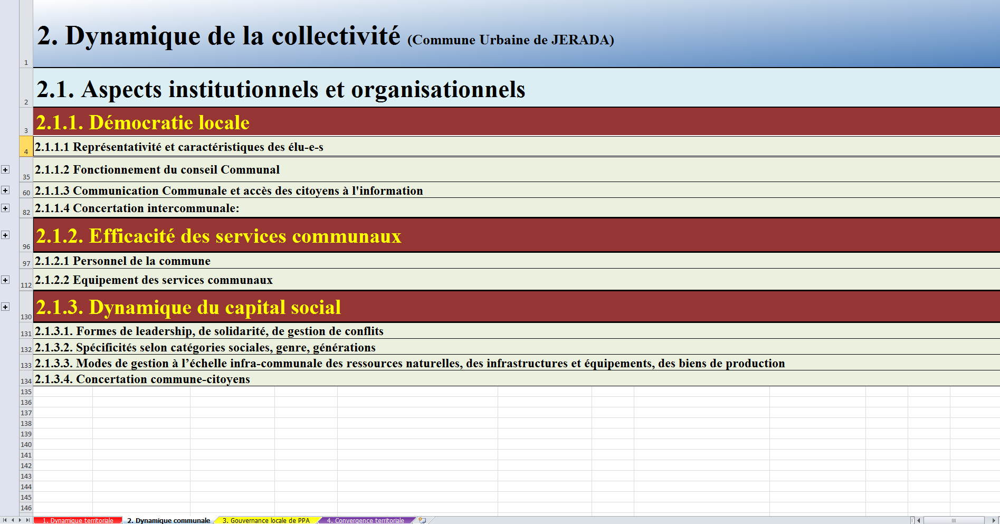 2. Dynamique de la collectivité (Commune Urbaine de JERADA)
1
2.1. Aspects institutionnels et organisationnels
2
2.1.1. Démocratie locale
3
2.1.1.1 Représentativité et caractéristiques des élu-e-s
4
2.1.1.2 Fonctionnement du conseil Communal
35
2.1.1.3 Communication Communale et accès des citoyens à l'information
60
2.1.1.4 Concertation intercommunale:
82
2.1.2. Efficacité des services communaux
96
2.1.2.1 Personnel de la commune
97
2.1.2.2 Equipement des services communaux
112
2.1.3. Dynamique du capital social
130
131 2.1.3.1. Formes de leadership, de solidarité, de gestion de conflits
132 2.1.3.2. Spécificités selon catégories sociales, genre, générations
133 2.1.3.3. Modes de gestion à l’échelle infra-communale des ressources naturelles, des infrastructures et équipements, des biens de production
134 2.1.3.4. Concertation commune-citoyens
135
136
137
138
139
140
141
142
143
144
145
146
1. Dynamique territoriale 2. Dynamique communale 3. Gouvernance locale de PPA 4. Convergence territoriale